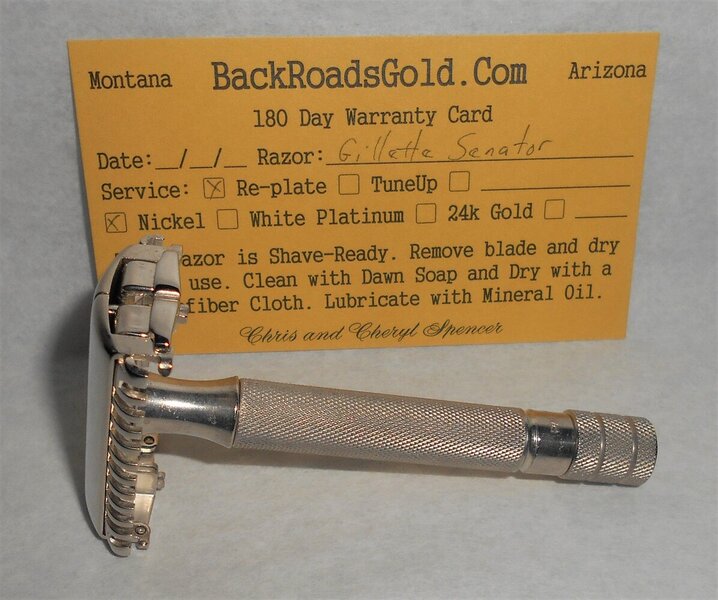 Montana BackRoadsGold.Com Arizona
180 Day Warranty Card
Date:__/__/__ Razor: Gillette Senator
Service: ☒ Re-plate ☐ TuneUp ☐ ______
☒ Nickel ☐ White Platinum ☐ 24k Gold ☐ ____
azor is Shave-Ready. Remove blade and dry
use. Clean with Dawn Soap and Dry with a
fiber Cloth. Lubricate with Mineral Oil.
Chris and Cheryl Spencer